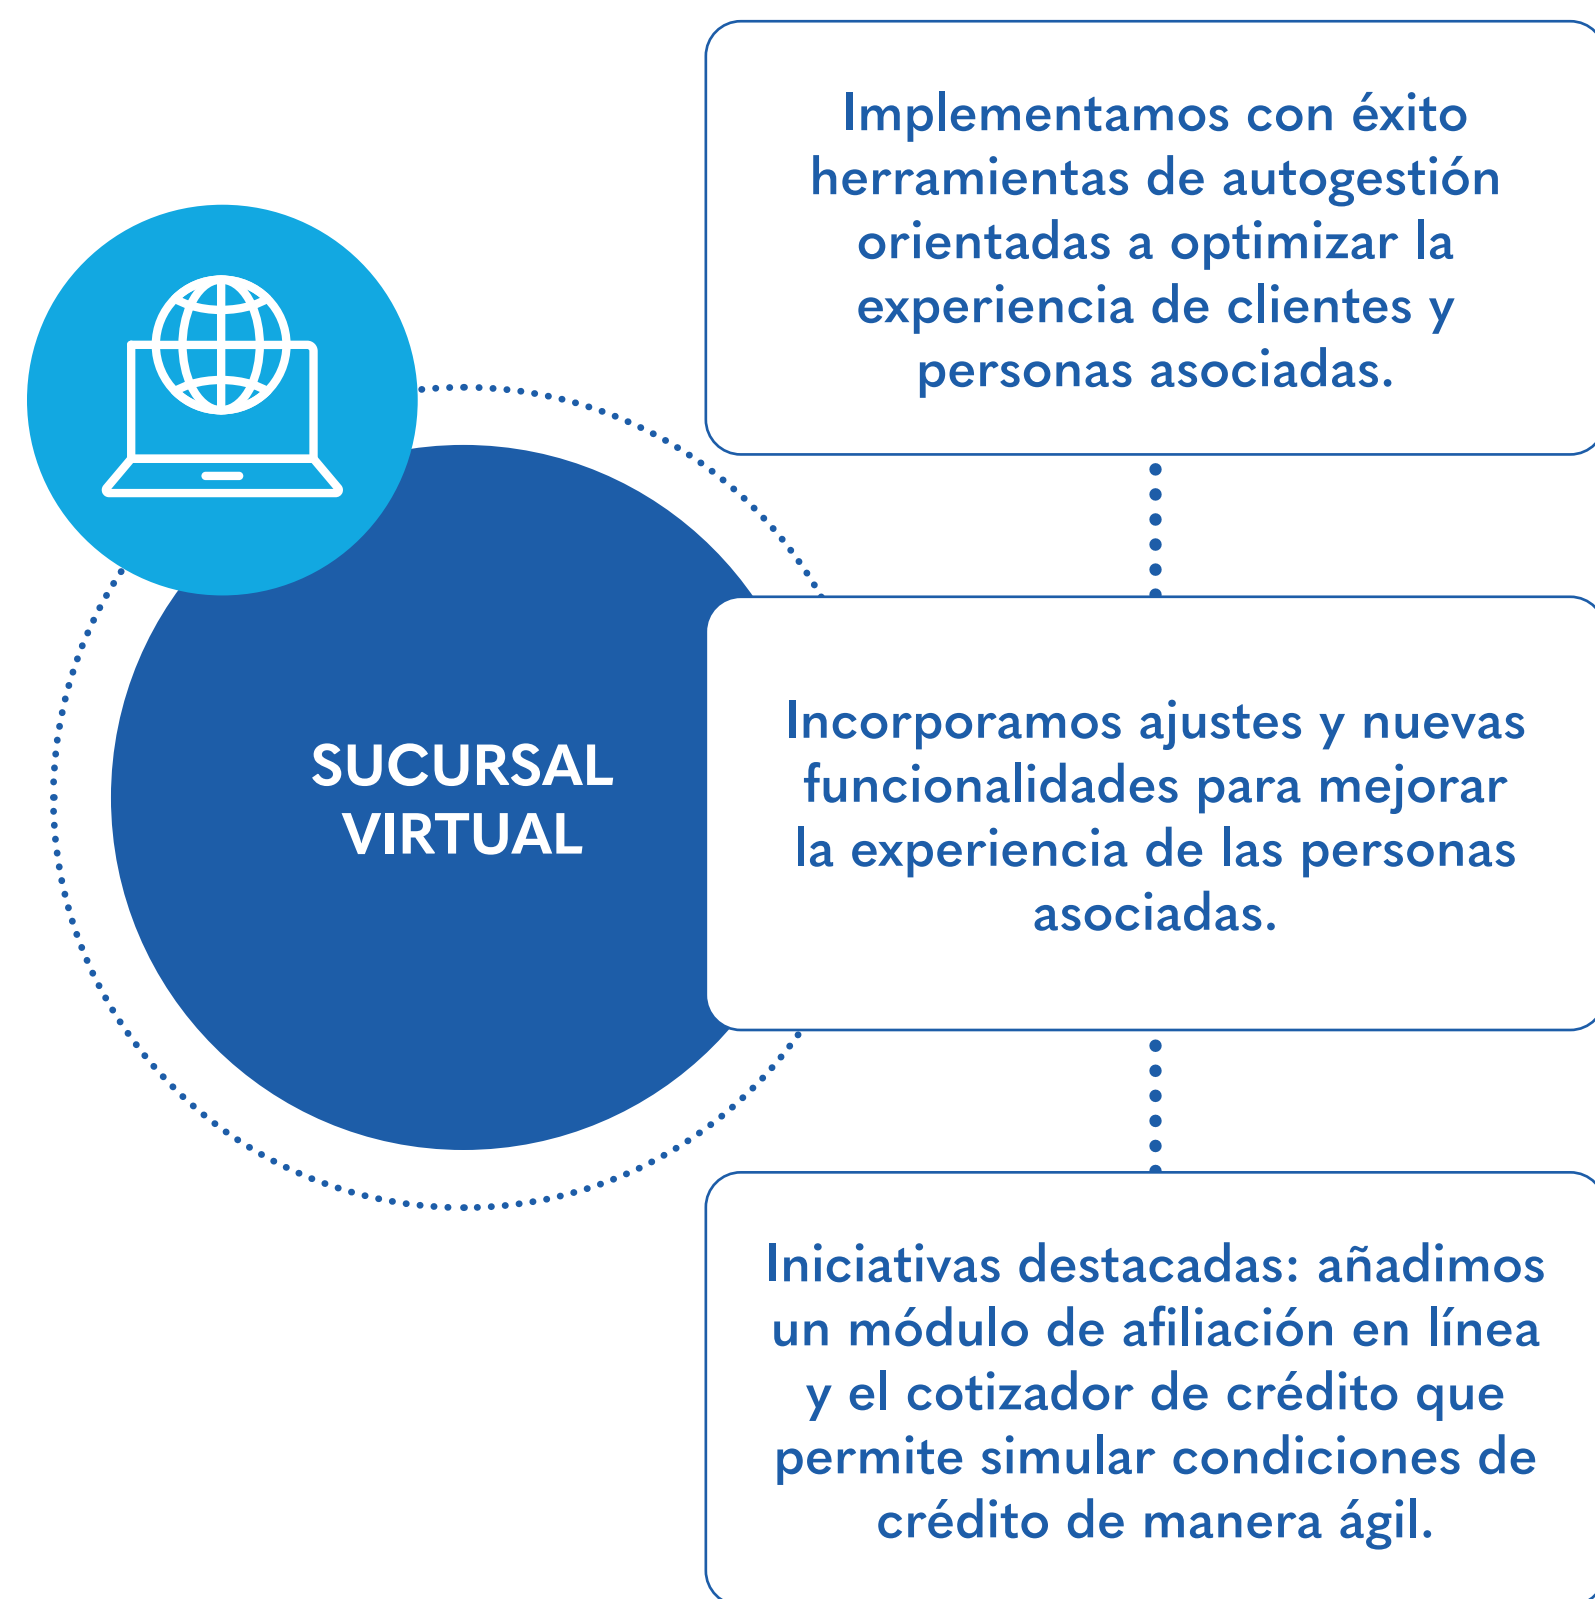 SUCURSAL
VIRTUAL
Implementamos con éxito
herramientas de autogestión
orientadas a optimizar la
experiencia de clientes y
personas asociadas.
Incorporamos ajustes y nuevas
funcionalidades para mejorar
la experiencia de las personas
asociadas.
Iniciativas destacadas: añadimos
un módulo de afiliación en línea
y el cotizador de crédito que
permite simular condiciones de
crédito de manera ágil.